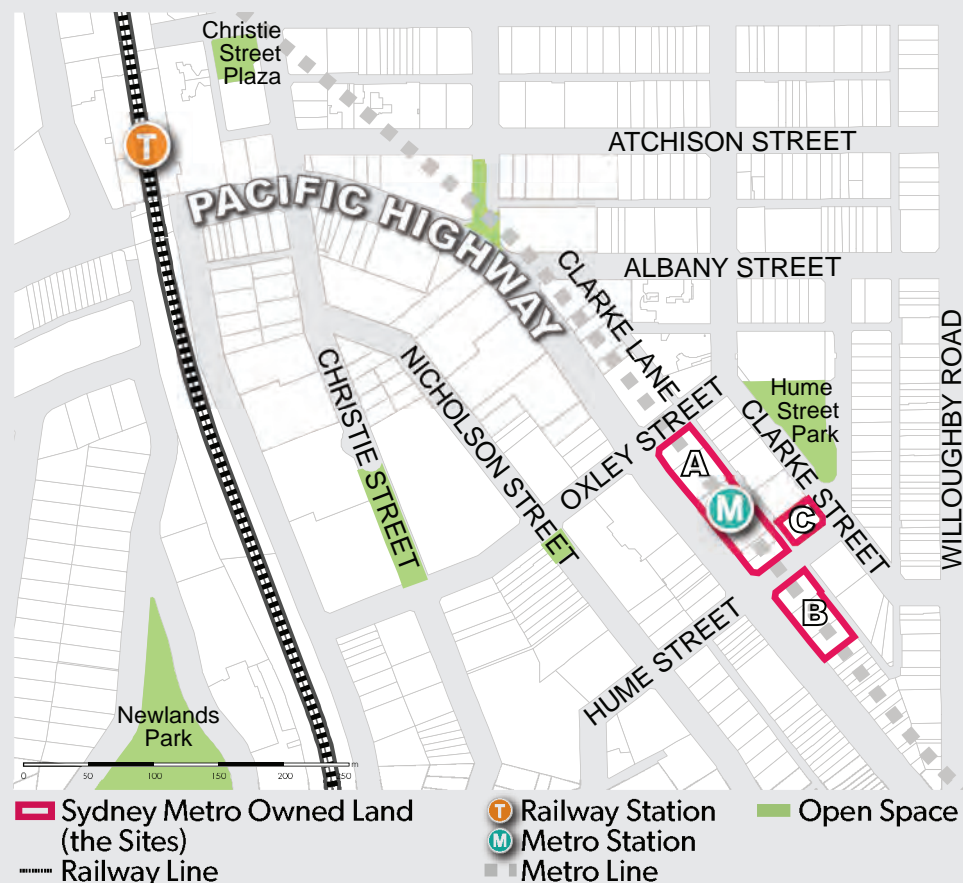 Christie
Street
Plaza
T
ATCHISON STREET
PACIFIC HIGHWAY
ALBANY STREET
CLARKE LANE
WILLOUGHBY ROAD
CHRISTIE STREET
NICHOLSON STREET
OXLEY STREET
Hume
Street
Park
CLARKE STREET
A
M
C
B
HUME STREET
Newlands
Park
0 50 100 150 200 250 m
Sydney Metro Owned Land
(the Sites)
Railway Line
T Railway Station
M Metro Station
Metro Line
Open Space